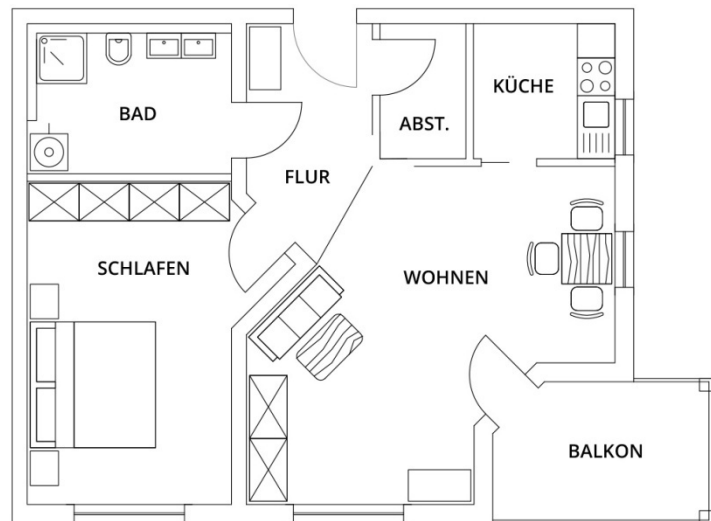 KÜCHE
BAD
ABST.
FLUR
SCHLAFEN
WOHNEN
BALKON